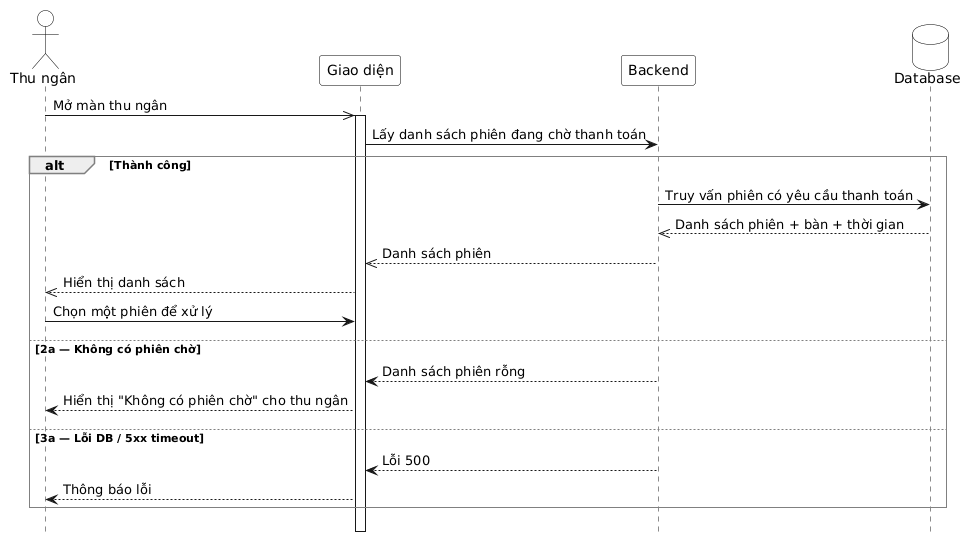 Thu ngân
Giao diện
Backend
Database
Mở màn thu ngân
Lấy danh sách phiên đang chờ thanh toán
alt
[Thành công]
Truy vấn phiên có yêu cầu thanh toán
Danh sách phiên + bàn + thời gian
Danh sách phiên
Hiển thị danh sách
Chọn một phiên để xử lý
[2a — Không có phiên chờ]
Danh sách phiên rỗng
Hiển thị "Không có phiên chờ" cho thu ngân
[3a — Lỗi DB / 5xx timeout]
Lỗi 500
Thông báo lỗi